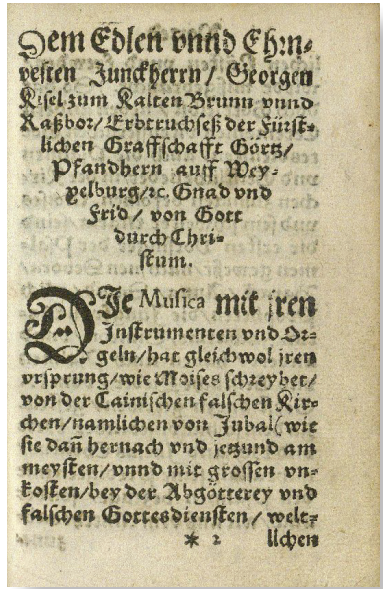 Dem Edlen vnnd Ehrn⸗
vesten Junckherrn/ Georgen
Kisel zum Kalten Brunn vnnd
Kaßbor/ Erbtruchseß der Fürst⸗
lichen Graffschafft Görtz/
Pfandhern auff Wey⸗
pelburg/ ꝛc. Gnad vnd
Frid/ von Gott
durch Chri⸗
stum.
DIe Musica mit jren
Instrumenten vnd Or⸗
geln/ hat gleichwol jren
vrsprung/ wie Moises schreybet/
von der Cainischen falschen Kir⸗
chen/ namlichen von Jubal( wie
sie dañ hernach vnd jetzund am
meysten/ vnnd mit grossen vn⸗
kosten/ bey der Abgötterey vnd
falschen Gottesdiensten/ welt⸗
* 2 lichen